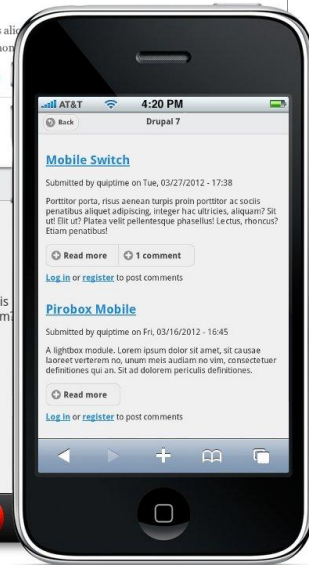 s aliq
AT&T 4:20 PM
Back Drupal 7
Mobile Switch
Submitted by quiptime on Tue, 03/27/2012 - 17:38
Porttitor porta, risus aenean turpis proin porttitor ac sociis
penatibus aliquet adipiscing, integer hac ultricies, aliquam? Sit
ut! Elit ut? Platea velit pellentesque phasellus! Lectus, rhoncus?
Etiam penatibus!
Read more 1 comment
Log in or register to post comments
Pirobox Mobile
Submitted by quiptime on Fri, 03/16/2012 - 16:45
A lightbox module. Lorem ipsum dolor sit amet, sit causae
laoreet verterem no, unum meis audiam no vim, consectetuer
definitiones qui an. Sit ad dolorem periculis definitiones.
Read more
Log in or register to post comments